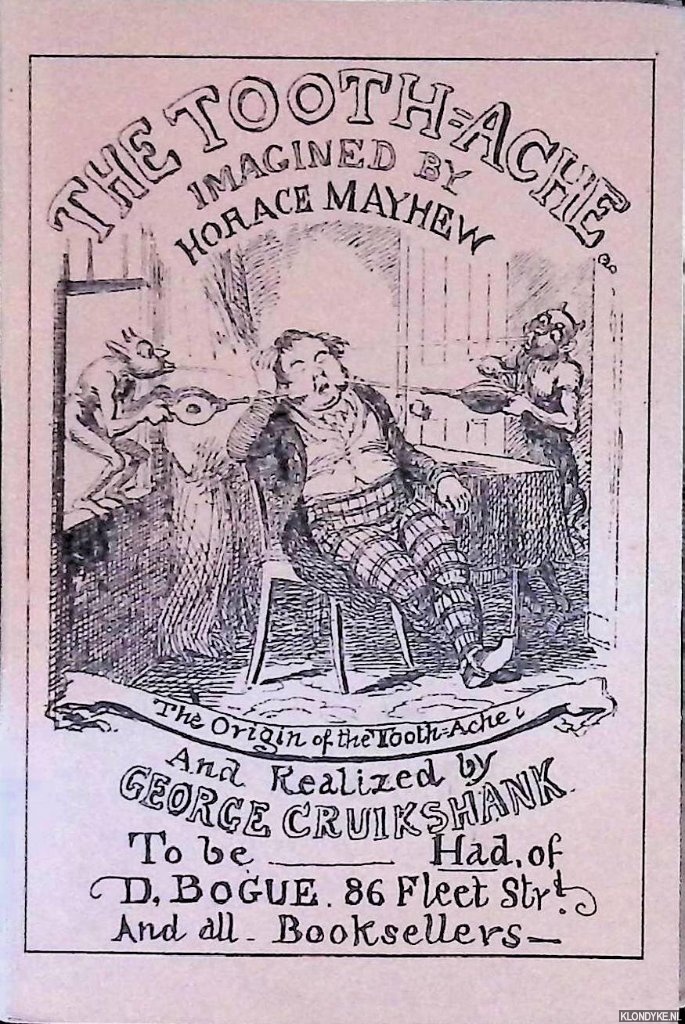 THE TOOTH=ACHE
IMAGINED BY
HORACE MAYHEW
The Origin of the Tooth=Ache
And Realized by
GEORGE CRUIKSHANK.
To be ______ Had, of
D. BOGUE. 86 Fleet Strt.
And all - Booksellers—
KLONDYKE.NL